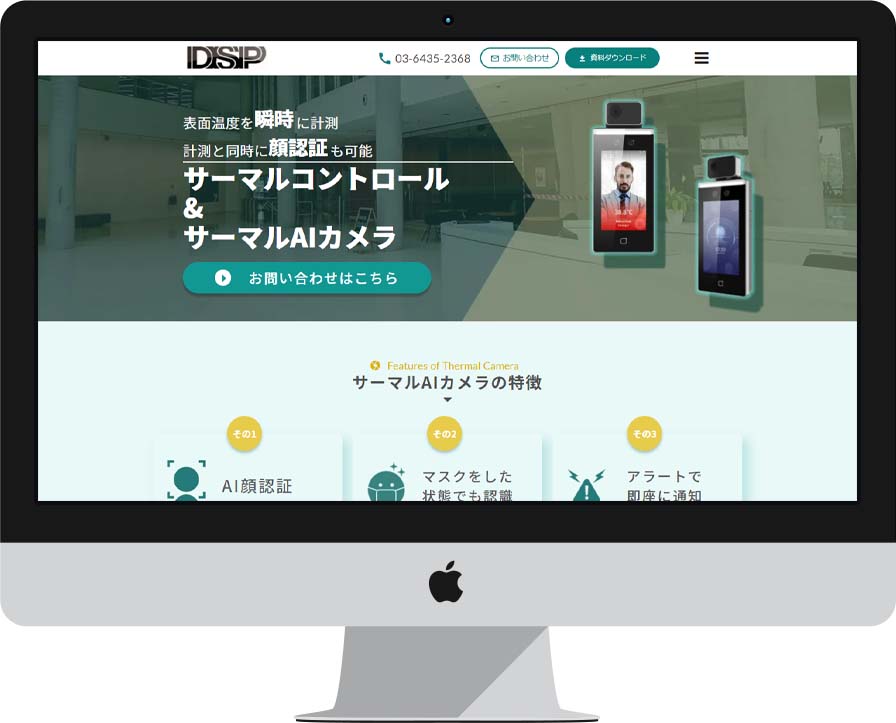 DSP
03-6435-2368
お問い合わせ
資料ダウンロード
表面温度を瞬時に計測
計測と同時に顔認証も可能
サーマルコントロール
&
サーマルAIカメラ
お問い合わせはこちら
Features of Thermal Camera
サーマルAIカメラの特徴
その1
その2
その3
AI顔認証
マスクをした
状態でも認識
アラートで
即座に通知